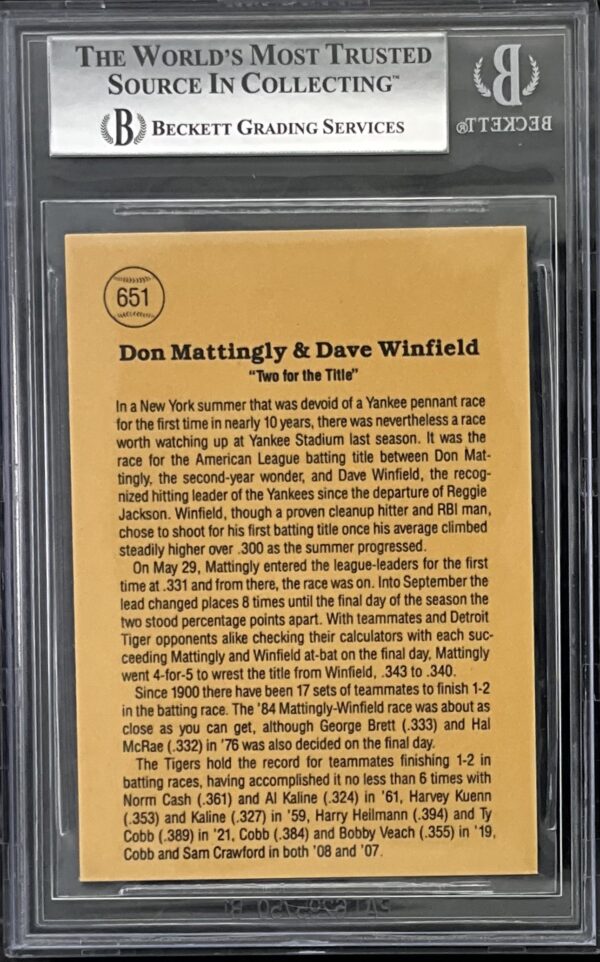 THE WORLD'S MOST TRUSTED
SOURCE IN COLLECTING™
B BECKETT GRADING SERVICES
B
BECKETT®
651
Don Mattingly & Dave Winfield
"Two for the Title"
In a New York summer that was devoid of a Yankee pennant race
for the first time in nearly 10 years, there was nevertheless a race
worth watching up at Yankee Stadium last season. It was the
race for the American League batting title between Don Mat-
tingly, the second-year wonder, and Dave Winfield, the recog-
nized hitting leader of the Yankees since the departure of Reggie
Jackson. Winfield, though a proven cleanup hitter and RBI man,
chose to shoot for his first batting title once his average climbed
steadily higher over .300 as the summer progressed.
On May 29, Mattingly entered the league-leaders for the first
time at .331 and from there, the race was on. Into September the
lead changed places 8 times until the final day of the season the
two stood percentage points apart. With teammates and Detroit
Tiger opponents alike checking their calculators with each suc-
ceeding Mattingly and Winfield at-bat on the final day, Mattingly
went 4-for-5 to wrest the title from Winfield, .343 to .340.
Since 1900 there have been 17 sets of teammates to finish 1-2
in the batting race. The '84 Mattingly-Winfield race was about as
close as you can get, although George Brett (.333) and Hal
McRae (.332) in '76 was also decided on the final day.
The Tigers hold the record for teammates finishing 1-2 in
batting races, having accomplished it no less than 6 times with
Norm Cash (.361) and Al Kaline (.324) in '61, Harvey Kuenn
(.353) and Kaline (.327) in '59, Harry Heilmann (.394) and Ty
Cobb (.389) in '21, Cobb (.384) and Bobby Veach (.355) in '19,
Cobb and Sam Crawford in both '08 and '07.